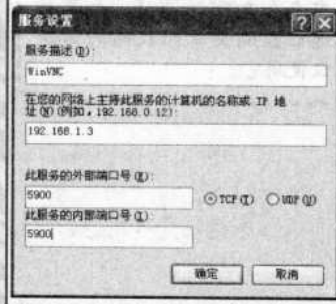 服务设置
服务描述(D):
WinVNC
在您的网络上主持此服务的计算机的名称或 IP 地
址(N)(例如，192.168.0.12):
192.168.1.3
此服务的外部端口号(E):
5900
TCP(T) UDP(U)
此服务的内部端口号(I):
5900
确定 取消